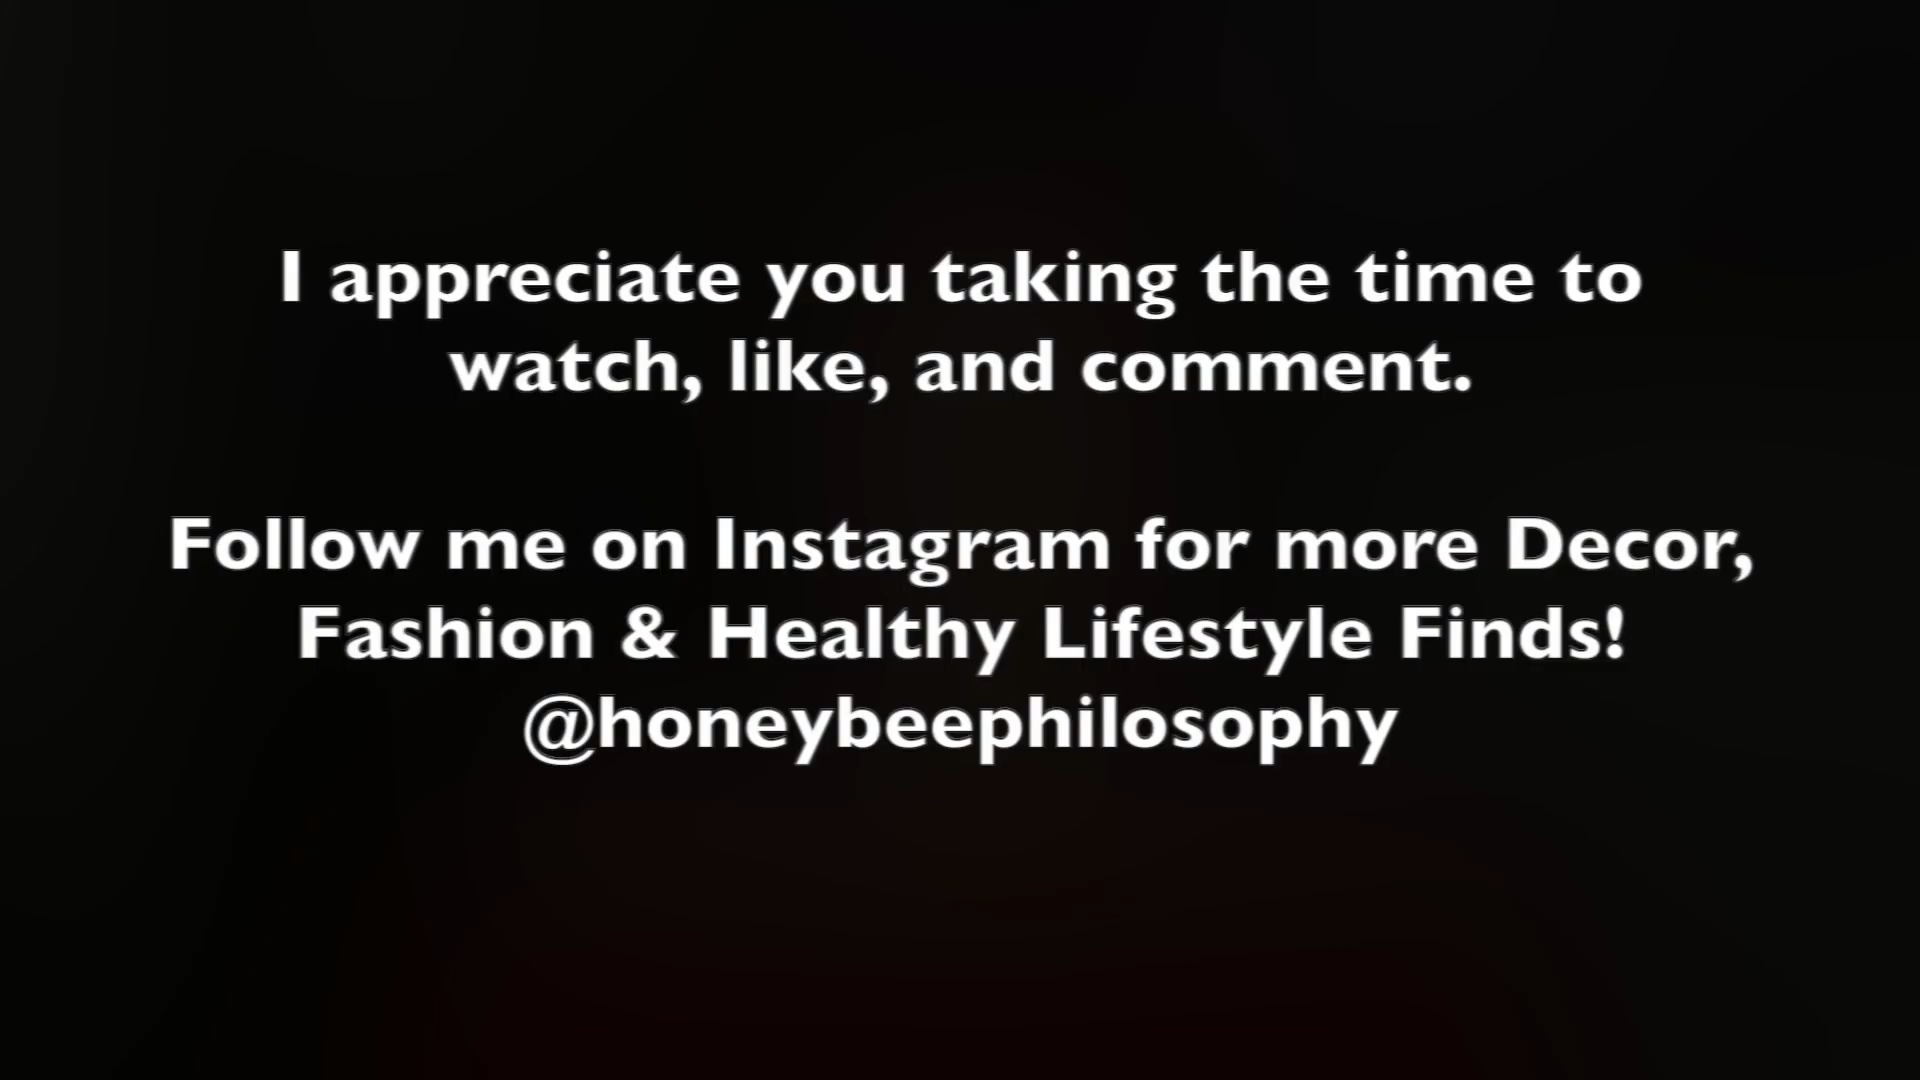 I appreciate you taking the time to
watch, like, and comment.
Follow me on Instagram for more Decor,
Fashion & Healthy Lifestyle Finds!
@honeybeephilosophy